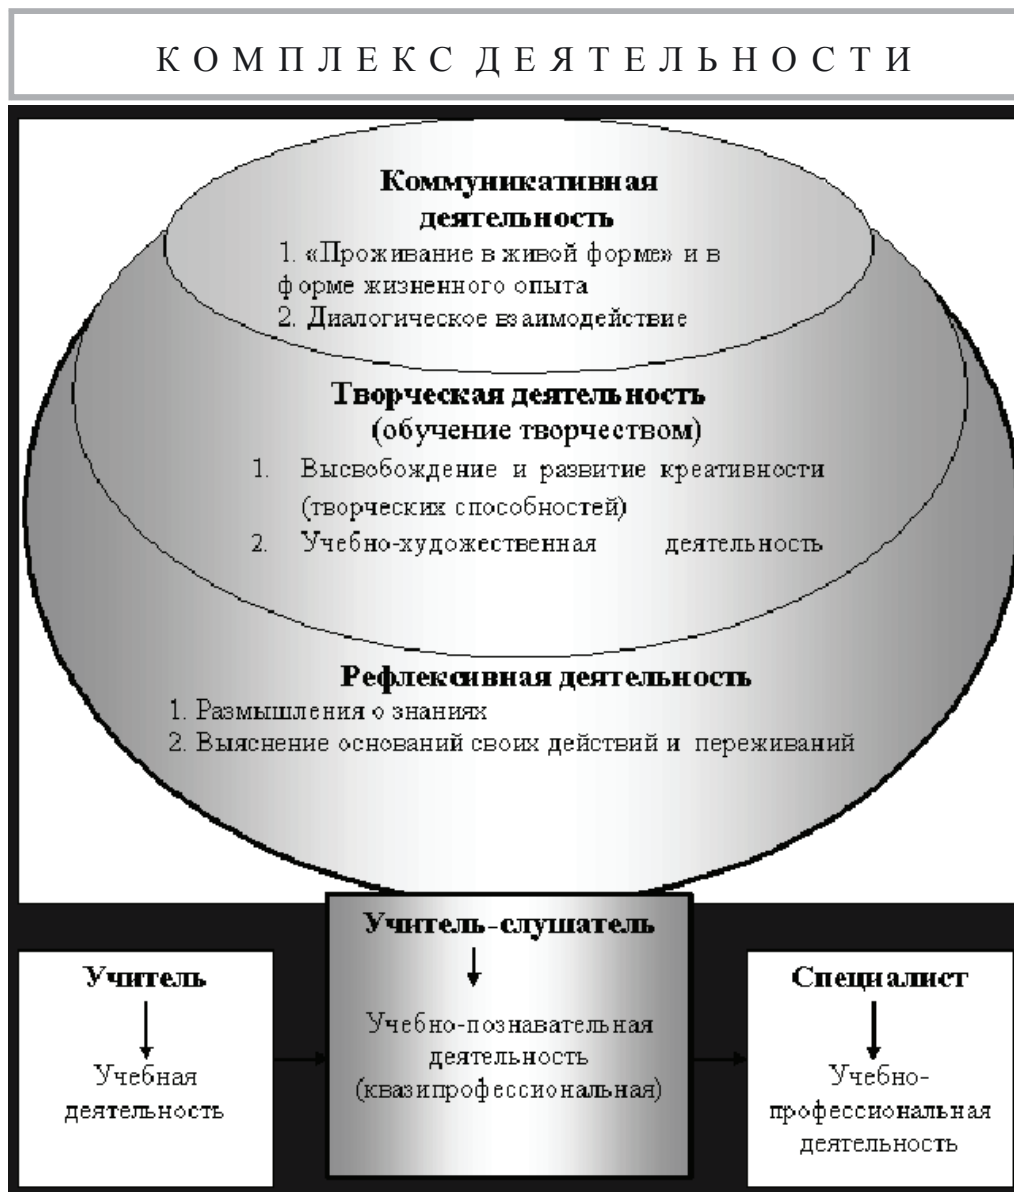 КОМПЛЕКС ДЕЯТЕЛЬНОСТИ
Коммуникативная
деятельность
1. «Проживание в живой форме» и в
форме жизненного опыта
2. Диалогическое взаимодействие
Творческая деятельность
(обучение творчеством)
1. Высвобождение и развитие креативности
(творческих способностей)
2. Учебно-художественная деятельность
Рефлексивная деятельность
1. Размышления о знаниях
2. Выяснение оснований своих действий и переживаний
Учитель-слушатель
Учебно-познавательная
деятельность
(квазипрофессиональная)
Учитель
Учебная
деятельность
Специалист
Учебно-
профессиональная
деятельность